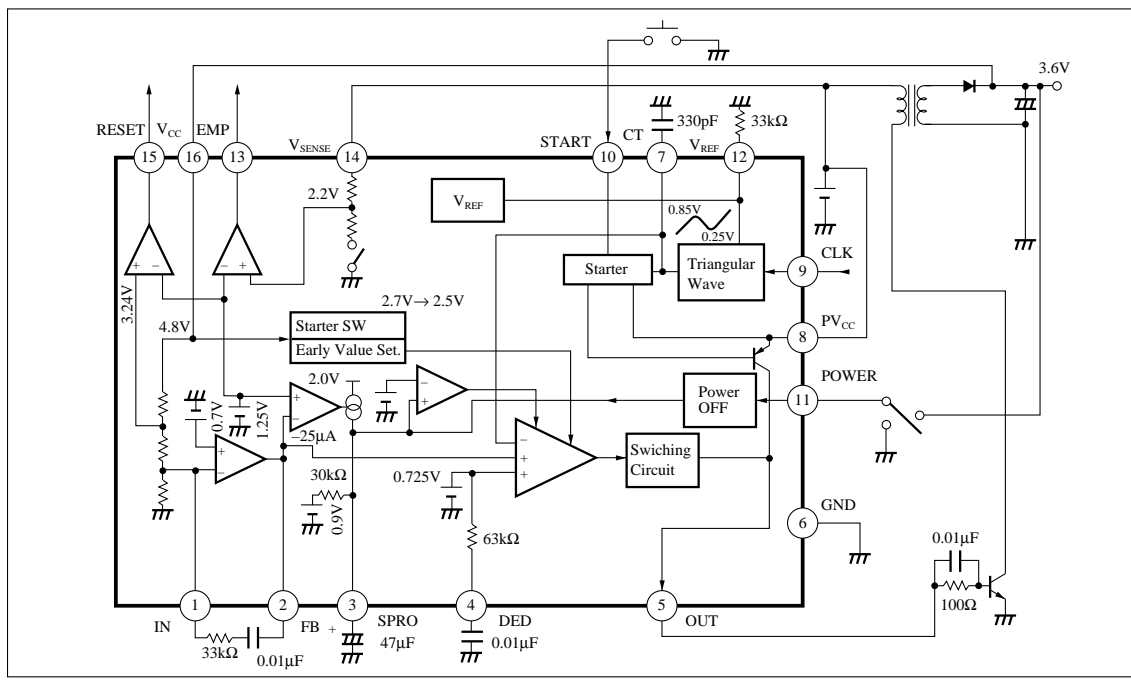 3.6V
RESET
VCC
EMP
VSENSE
START
CT
330pF
VREF
33kΩ
15
16
13
14
10
7
12
2.2V
VREF
0.85V
0.25V
CLK
9
Starter
Triangular
Wave
3.24V
4.8V
2.7V→2.5V
Starter SW
Early Value Set.
PVCC
8
2.0V
Power
OFF
POWER
11
0.7V
1.25V
−25µA
Swiching
Circuit
0.725V
30kΩ
0.9V
63kΩ
GND
6
0.01µF
100Ω
1
2
3
4
5
IN
FB
SPRO
DED
OUT
33kΩ
0.01µF
+
47µF
0.01µF
+ −
− +
+
−
−
+
+
−
−
+
+